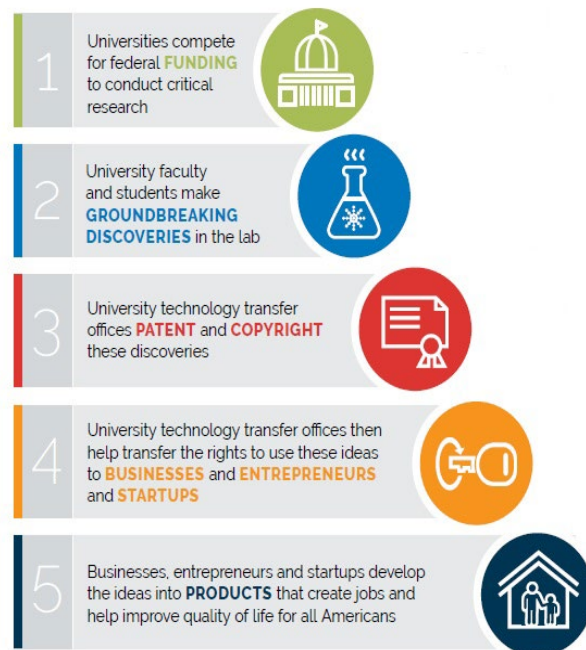 1
Universities compete
for federal FUNDING
to conduct critical
research
2
University faculty
and students make
GROUNDBREAKING
DISCOVERIES in the lab
3
University technology transfer
offices PATENT and COPYRIGHT
these discoveries
4
University technology transfer offices then
help transfer the rights to use these ideas
to BUSINESSES and ENTREPRENEURS
and STARTUPS
5
Businesses, entrepreneurs and startups develop
the ideas into PRODUCTS that create jobs and
help improve quality of life for all Americans